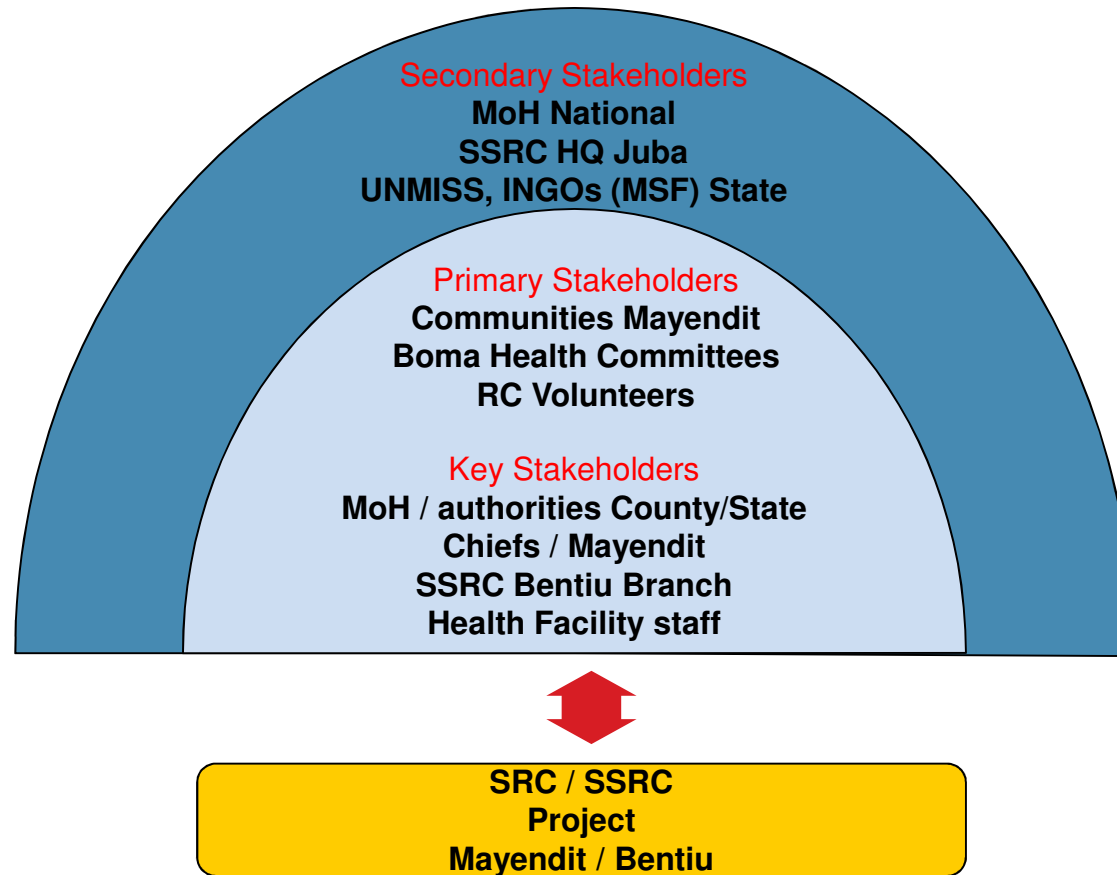 Secondary Stakeholders
MoH National
SSRC HQ Juba
UNMISS, INGOs (MSF) State
Primary Stakeholders
Communities Mayendit
Boma Health Committees
RC Volunteers
Key Stakeholders
MoH / authorities County/State
Chiefs / Mayendit
SSRC Bentiu Branch
Health Facility staff
SRC / SSRC
Project
Mayendit / Bentiu